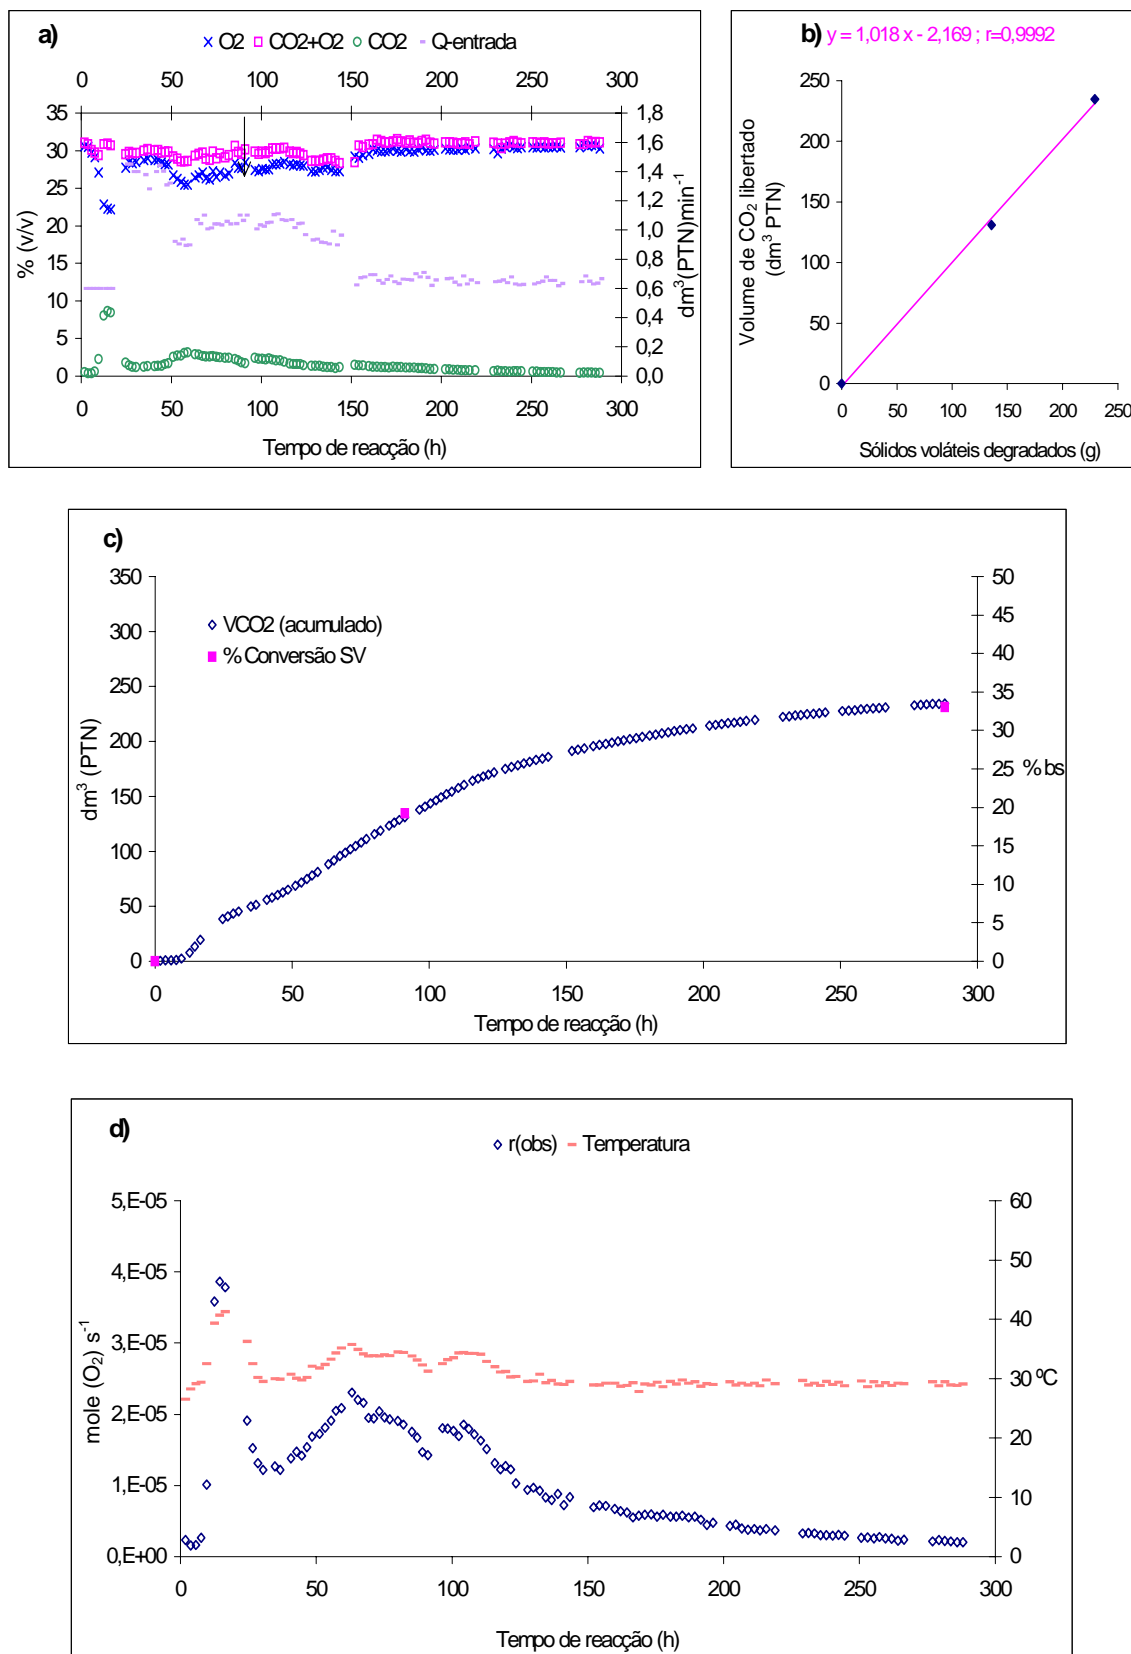 a)
O2 CO2+O2 CO2 Q-entrada
0 50 100 150 200 250 300
35 30 25 20 15 10 5 0
% (v/v)
1,8 1,6 1,4 1,2 1,0 0,8 0,6 0,4 0,2 0,0
dm³(PTN)min⁻¹
0 50 100 150 200 250 300
Tempo de reacção (h)
b) y = 1,018 x - 2,169 ; r=0,9992
250 200 150 100 50 0
Volume de CO₂ libertado
(dm³ PTN)
0 50 100 150 200 250
Sólidos voláteis degradados (g)
c)
350 300 250 200 150 100 50 0
dm³ (PTN)
VCO2 (acumulado)
% Conversão SV
50 45 40 35 30 25 20 15 10 5 0
% bs
0 50 100 150 200 250 300
Tempo de reacção (h)
d)
r(obs) Temperatura
5,E-05 4,E-05 3,E-05 2,E-05 1,E-05 0,E+00
mole (O₂) s⁻¹
60 50 40 30 20 10 0
ºC
0 50 100 150 200 250 300
Tempo de reacção (h)